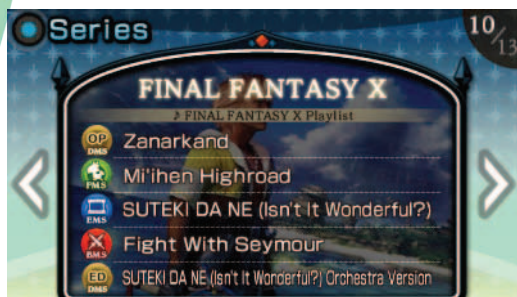 Series
10/13
FINAL FANTASY X
♪ FINAL FANTASY X Playlist
OP DMS Zanarkand
FMS Mi'ihen Highroad
EMS SUTEKI DA NE (Isn't It Wonderful?)
BMS Fight With Seymour
ED DMS SUTEKI DA NE (Isn't It Wonderful?) Orchestra Version